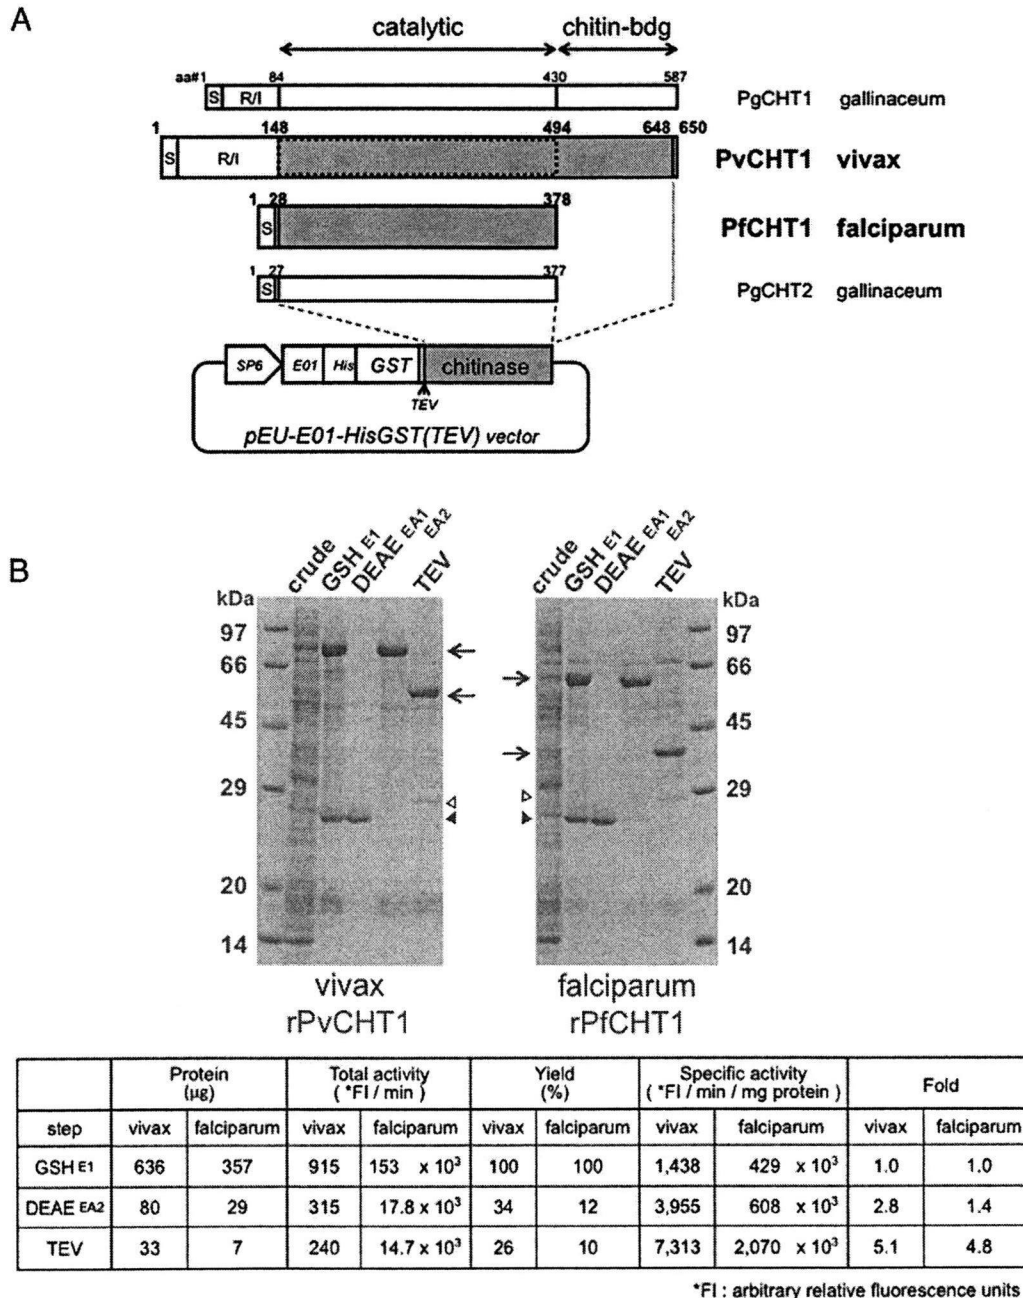 A
catalytic chitin-bdg
aa# 1 84 430 587
S R/I PgCHT1 gallinaceum
1 148 494 648 650
S R/I PvCHT1 vivax
1 28 378
S PfCHT1 falciparum
1 27 377
S PgCHT2 gallinaceum
SP6 E01 His GST chitinase
TEV
pEU-E01-HisGST(TEV) vector
B
crude GSH E1 DEAE EA1 EA2 TEV
crude GSH E1 DEAE EA1 EA2 TEV
kDa kDa
97 97
66 66
45 45
29 29
20 20
14 14
vivax falciparum
rPvCHT1 rPfCHT1
Protein (µg) Total activity ( *FI / min ) Yield (%) Specific activity ( *FI / min / mg protein ) Fold
step vivax falciparum vivax falciparum vivax falciparum vivax falciparum vivax falciparum
GSH E1 636 357 915 153 x 10³ 100 100 1,438 429 x 10³ 1.0 1.0
DEAE EA2 80 29 315 17.8 x 10³ 34 12 3,955 608 x 10³ 2.8 1.4
TEV 33 7 240 14.7 x 10³ 26 10 7,313 2,070 x 10³ 5.1 4.8
*FI : arbitrary relative fluorescence units